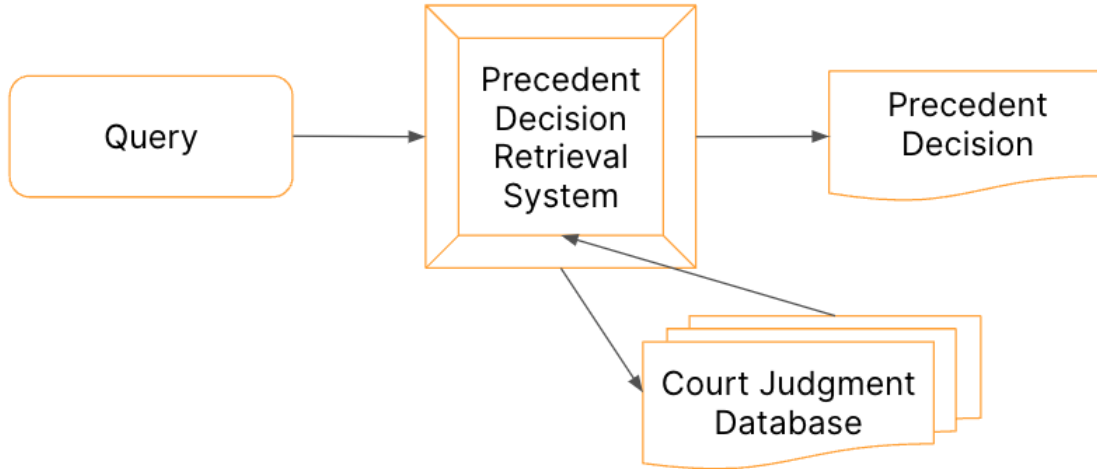 Query
Precedent
Decision
Retrieval
System
Precedent
Decision
Court Judgment
Database